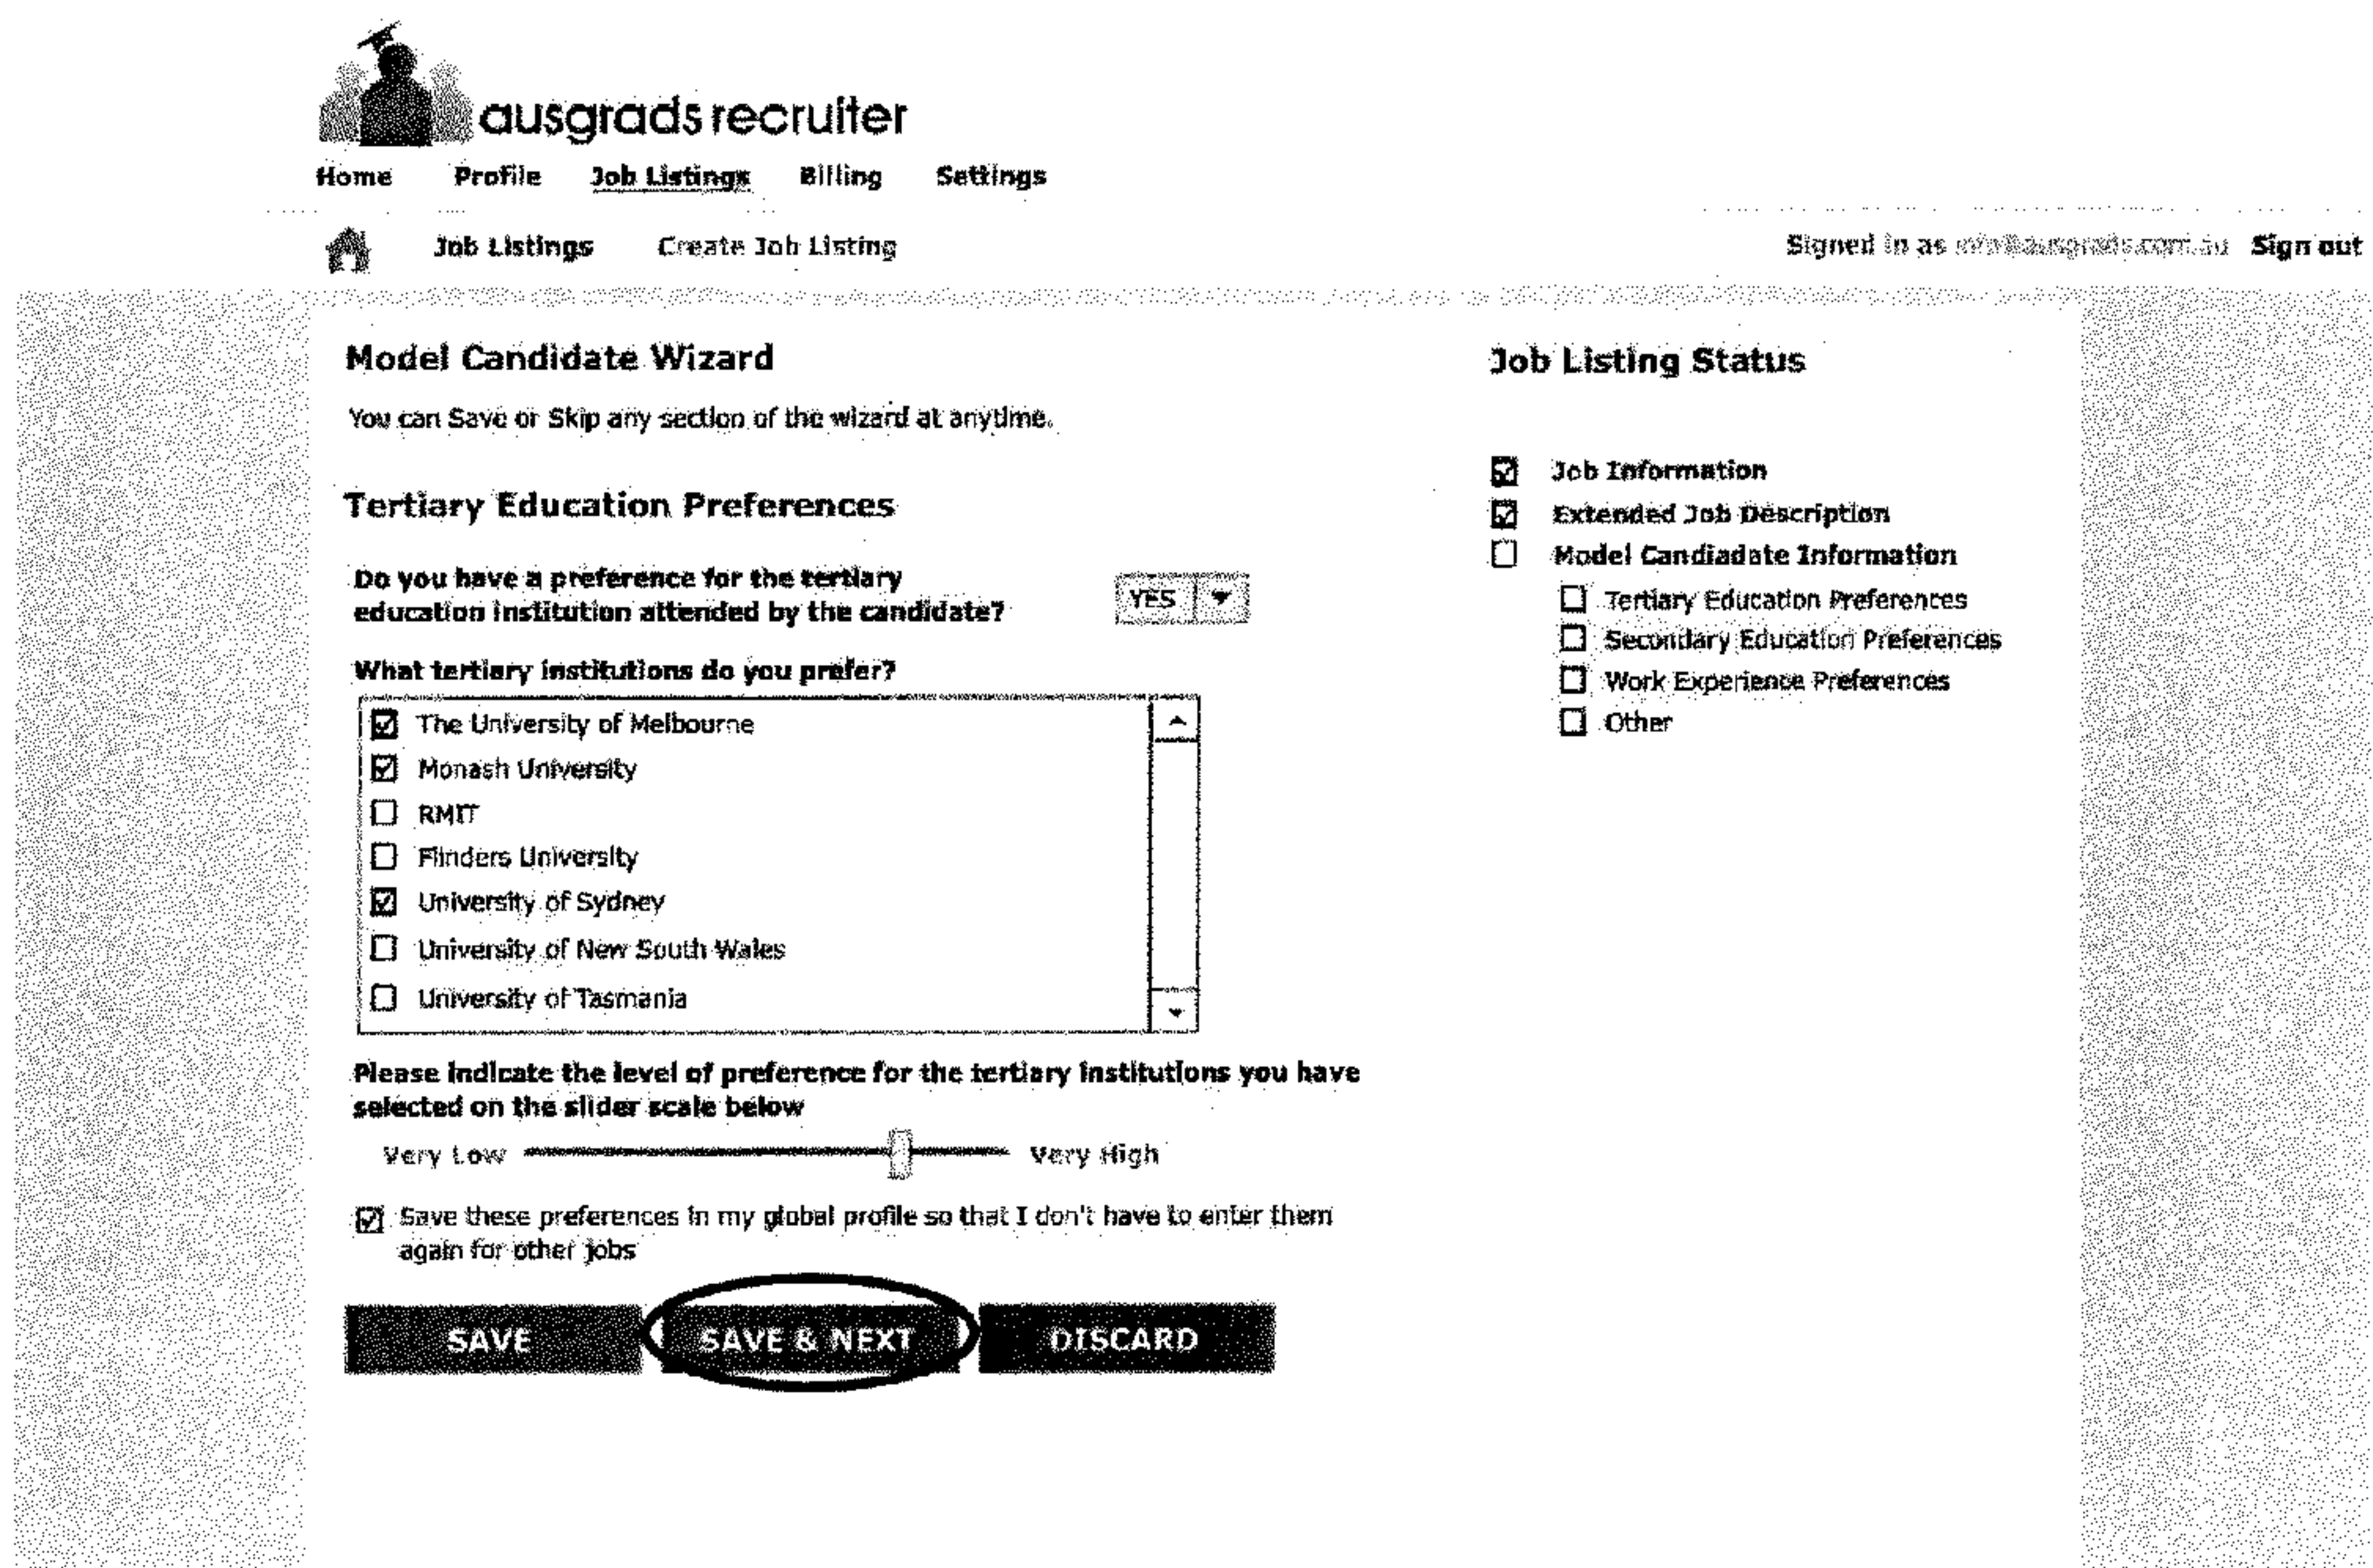 ausgrads recruiter
Home Profile Job Listings Billing Settings
Job Listings Create Job Listing Signed in as info@ausgrads.com.au Sign out
Model Candidate Wizard
You can Save or Skip any section of the wizard at anytime.
Tertiary Education Preferences
Do you have a preference for the tertiary
education institution attended by the candidate?
YES
What tertiary institutions do you prefer?
The University of Melbourne
Monash University
RMIT
Flinders University
University of Sydney
University of New South Wales
University of Tasmania
Please indicate the level of preference for the tertiary institutions you have
selected on the slider scale below
Very Low Very High
Save these preferences in my global profile so that I don't have to enter them
again for other jobs
SAVE SAVE & NEXT DISCARD
Job Listing Status
Job Information
Extended Job Description
Model Candiadate Information
Tertiary Education Preferences
Secondary Education Preferences
Work Experience Preferences
Other